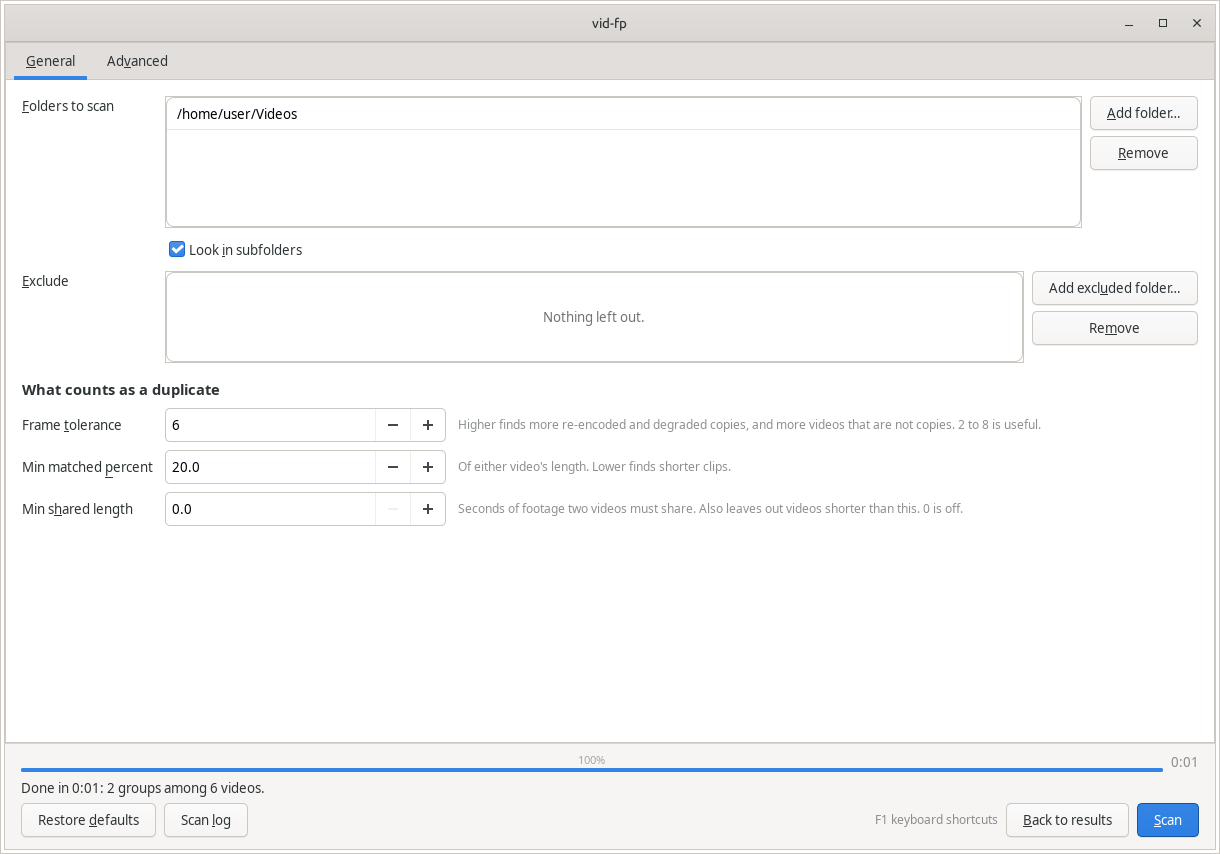 vid-fp
General
Advanced
Folders to scan
/home/user/Videos
Add folder...
Remove
Look in subfolders
Exclude
Nothing left out.
Add excluded folder...
Remove
What counts as a duplicate
Frame tolerance
6
Higher finds more re-encoded and degraded copies, and more videos that are not copies. 2 to 8 is useful.
Min matched percent
20.0
Of either video's length. Lower finds shorter clips.
Min shared length
0.0
Seconds of footage two videos must share. Also leaves out videos shorter than this. 0 is off.
100%
0:01
Done in 0:01: 2 groups among 6 videos.
Restore defaults
Scan log
F1 keyboard shortcuts
Back to results
Scan